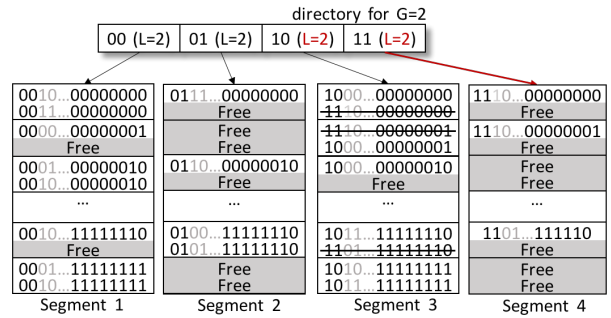 directory for G=2
00 (L=2)
01 (L=2)
10 (L=2)
11 (L=2)
0010...00000000
0011...00000000
0000...00000001
Free
0001...00000010
0010...00000010
...
0010...11111110
Free
0001...11111111
0010...11111111
Segment 1
0111...00000000
Free
Free
Free
0110...00000010
Free
...
0100...11111110
0101...11111110
Free
Free
Segment 2
1000...00000000
1110...00000000
1110...00000001
1000...00000001
1000...00000010
Free
...
1011...11111110
1101...11111110
1010...11111111
1011...11111111
Segment 3
1110...00000000
Free
1110...00000001
Free
Free
Free
...
1101...111110
Free
Free
Free
Segment 4